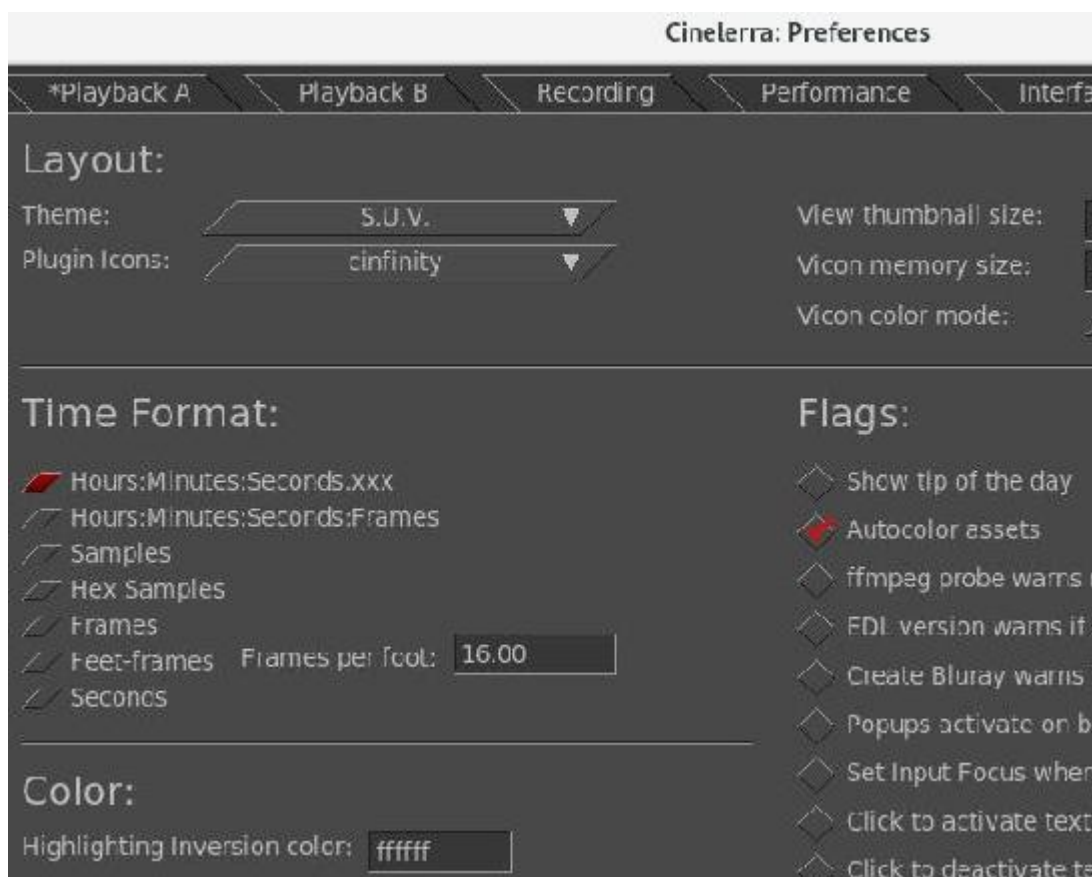 Cinelerra: Preferences
*Playback A
Playback B
Recording
Performance
Interfa
Layout:
Theme:
S.U.V.
Plugin Icons:
cinfinity
View thumbnail size:
Vicon memory size:
Vicon color mode:
Time Format:
Hours:Minutes:Seconds.xxx
Hours:Minutes:Seconds:Frames
Samples
Hex Samples
Frames
Feet-frames
Frames per foot:
16.00
Seconds
Flags:
Show tip of the day
Autocolor assets
ffmpeg probe warns
EDL version warns if
Create Bluray warns
Popups activate on b
Set Input Focus when
Click to activate text
Click to deactivate te
Color:
Highlighting Inversion color:
ffffff